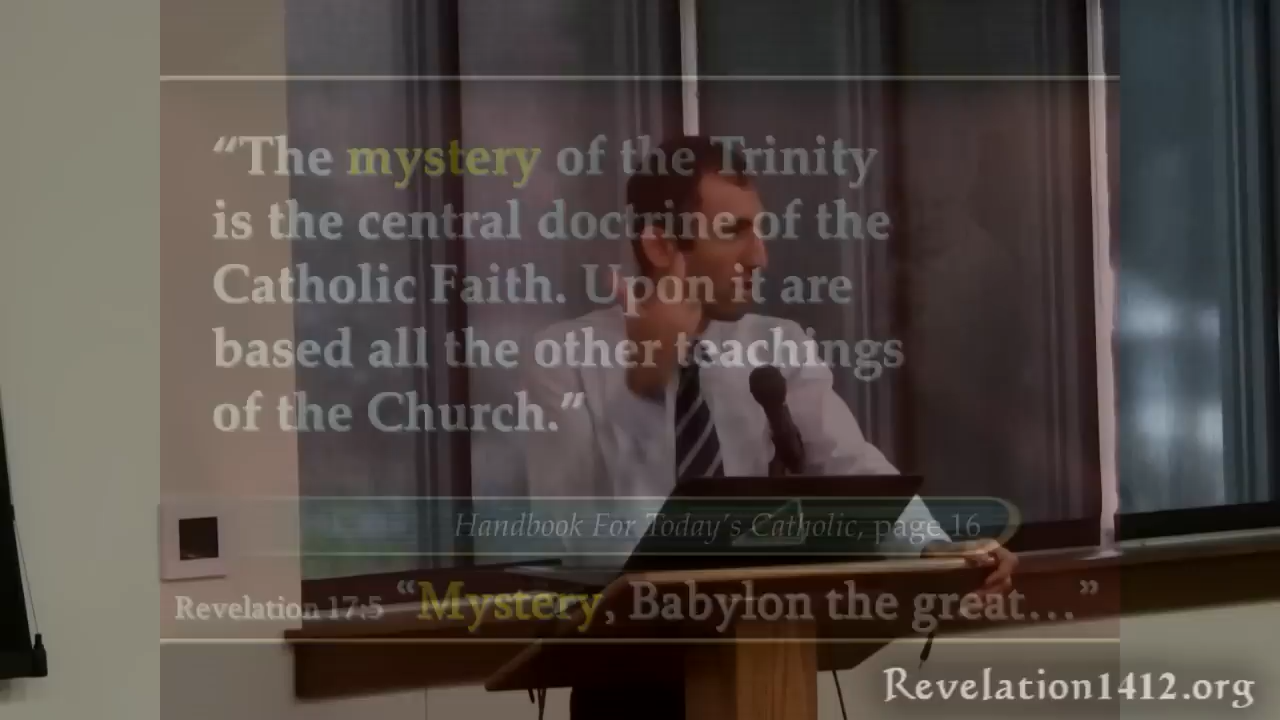 “The mystery of the Trinity
is the central doctrine of the
Catholic Faith. Upon it are
based all the other teachings
of the Church.”
Handbook For Today's Catholic, page 16
Revelation 17:5 “Mystery, Babylon the great...”
Revelation1412.org